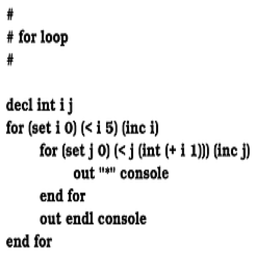 #
# for loop
#

decl int i j
for (set i 0) (< i 5) (inc i)
    for (set j 0) (< j (int (+ i 1))) (inc j)
        out "*" console
    end for
    out endl console
end for